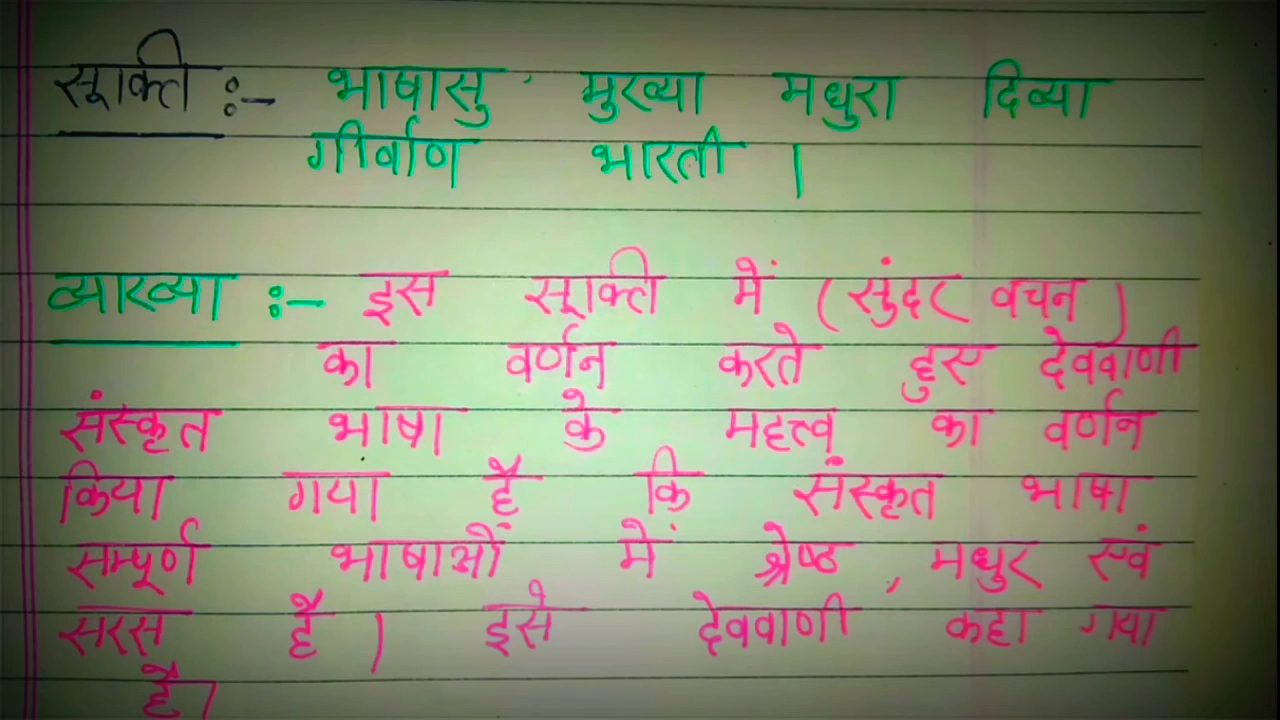 सूक्ति :- भाषासु मुख्या मधुरा दिव्या
गीर्वाण भारती ।
व्याख्या :- इस सूक्ति में (सुंदर वचन)
का वर्णन करते हुए देववाणी
संस्कृत भाषा के महत्त्व का वर्णन
किया गया है कि संस्कृत भाषा
सम्पूर्ण भाषाओं में श्रेष्ठ , मधुर एवं
सरस है । इसे देववाणी कहा गया
है।